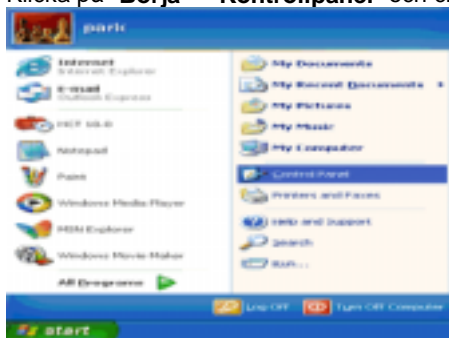 Klicka på "Börja" "Kontrollpanel" och
park
Internet
Internet Explorer
E-mail
Outlook Express
Notepad
Paint
Windows Media Player
MSN Explorer
Windows Movie Maker
All Programs
My Documents
My Recent Documents
My Pictures
My Music
My Computer
Control Panel
Printers and Faxes
Help and Support
Search
Run...
Log Off
Turn Off Computer
start